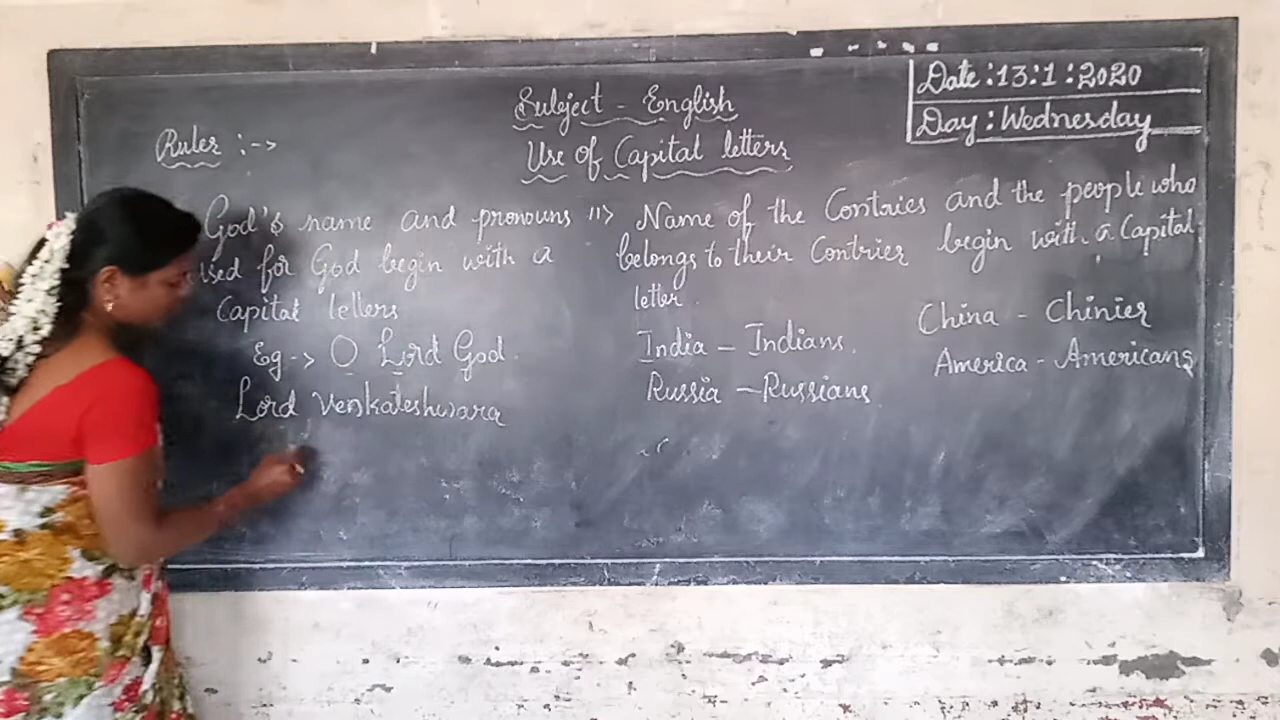 Subject - English
Date : 13:1:2020
Day : Wednesday
Use of Capital letters
Rules :->
God's name and pronouns
used for God begin with a
Capital letters
Eg -> O Lord God.
Lord Venkateshwara
"> Name of the Contries and the people who
belongs to their Contries begin with a Capital
letter.
India - Indians.
Russia - Russians
China - Chinies
America - Americans